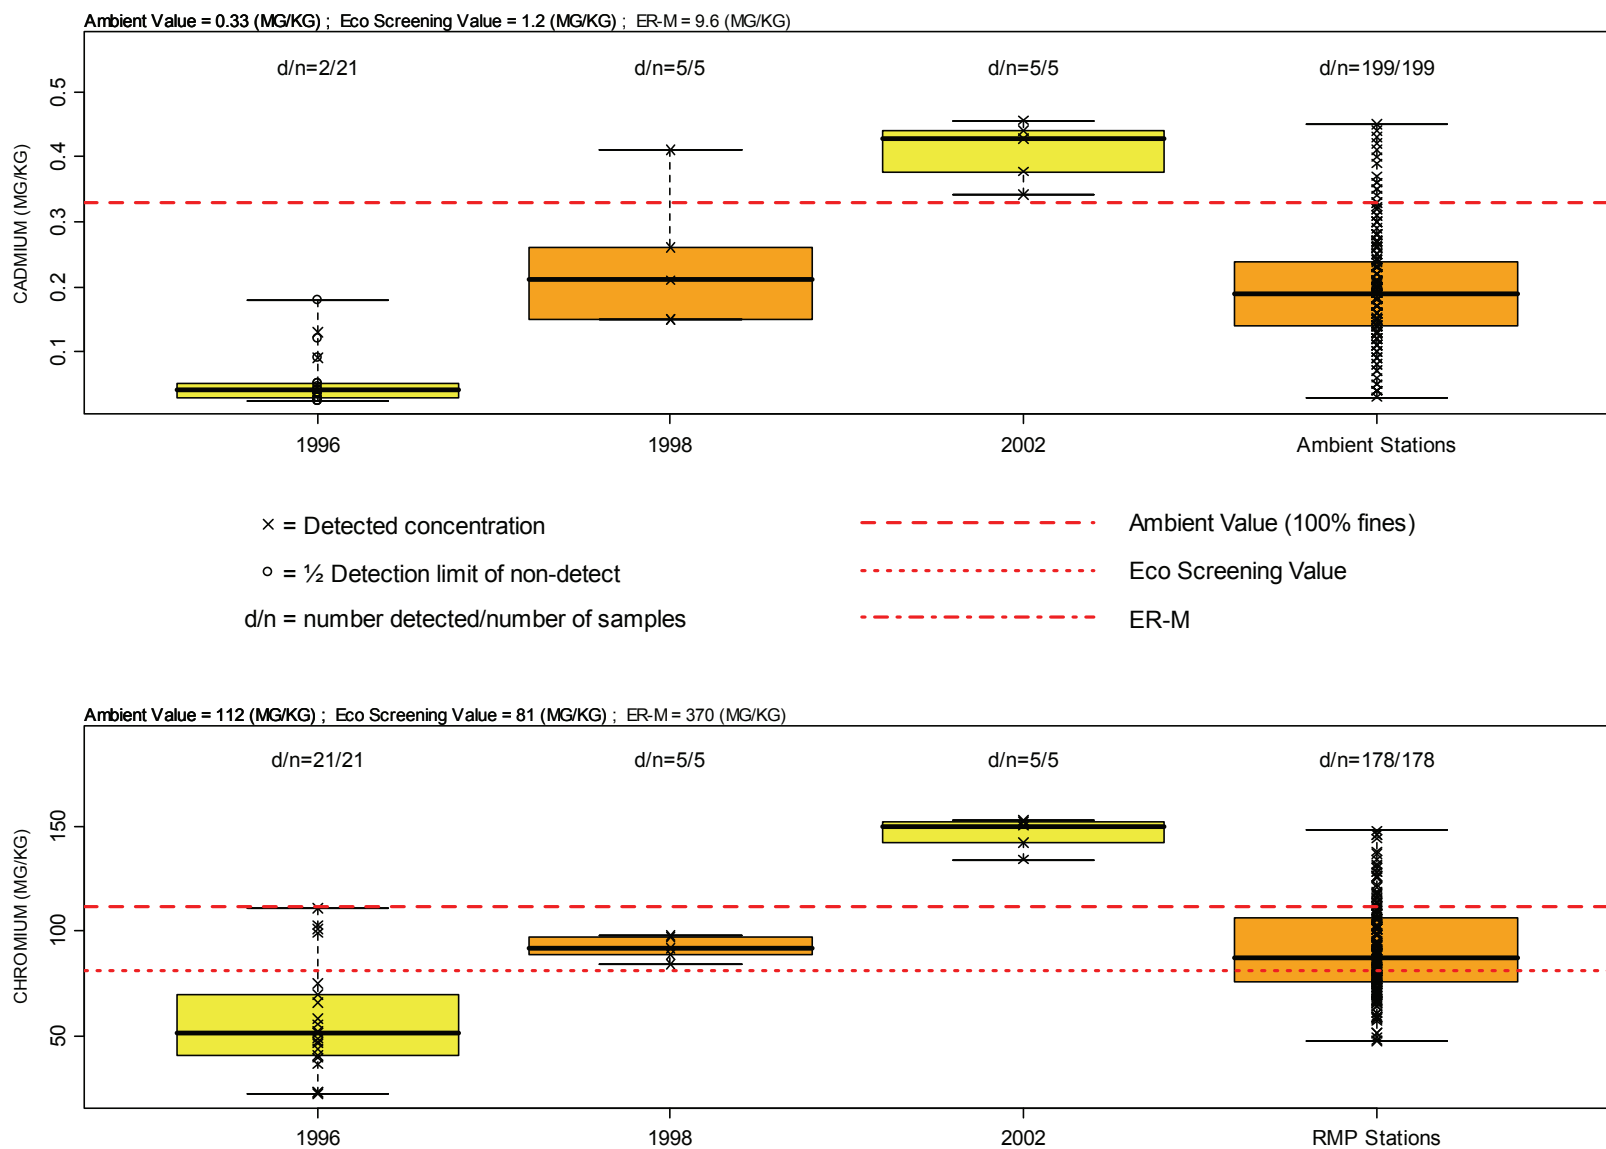 Ambient Value = 0.33 (MG/KG) ; Eco Screening Value = 1.2 (MG/KG) ; ER-M = 9.6 (MG/KG)
d/n=2/21 d/n=5/5 d/n=5/5 d/n=199/199
CADMIUM (MG/KG)
0.5
0.4
0.3
0.2
0.1
1996 1998 2002 Ambient Stations
× = Detected concentration
Ambient Value (100% fines)
o = ½ Detection limit of non-detect
Eco Screening Value
d/n = number detected/number of samples
ER-M
Ambient Value = 112 (MG/KG) ; Eco Screening Value = 81 (MG/KG) ; ER-M = 370 (MG/KG)
d/n=21/21 d/n=5/5 d/n=5/5 d/n=178/178
CHROMIUM (MG/KG)
150
100
50
1996 1998 2002 RMP Stations